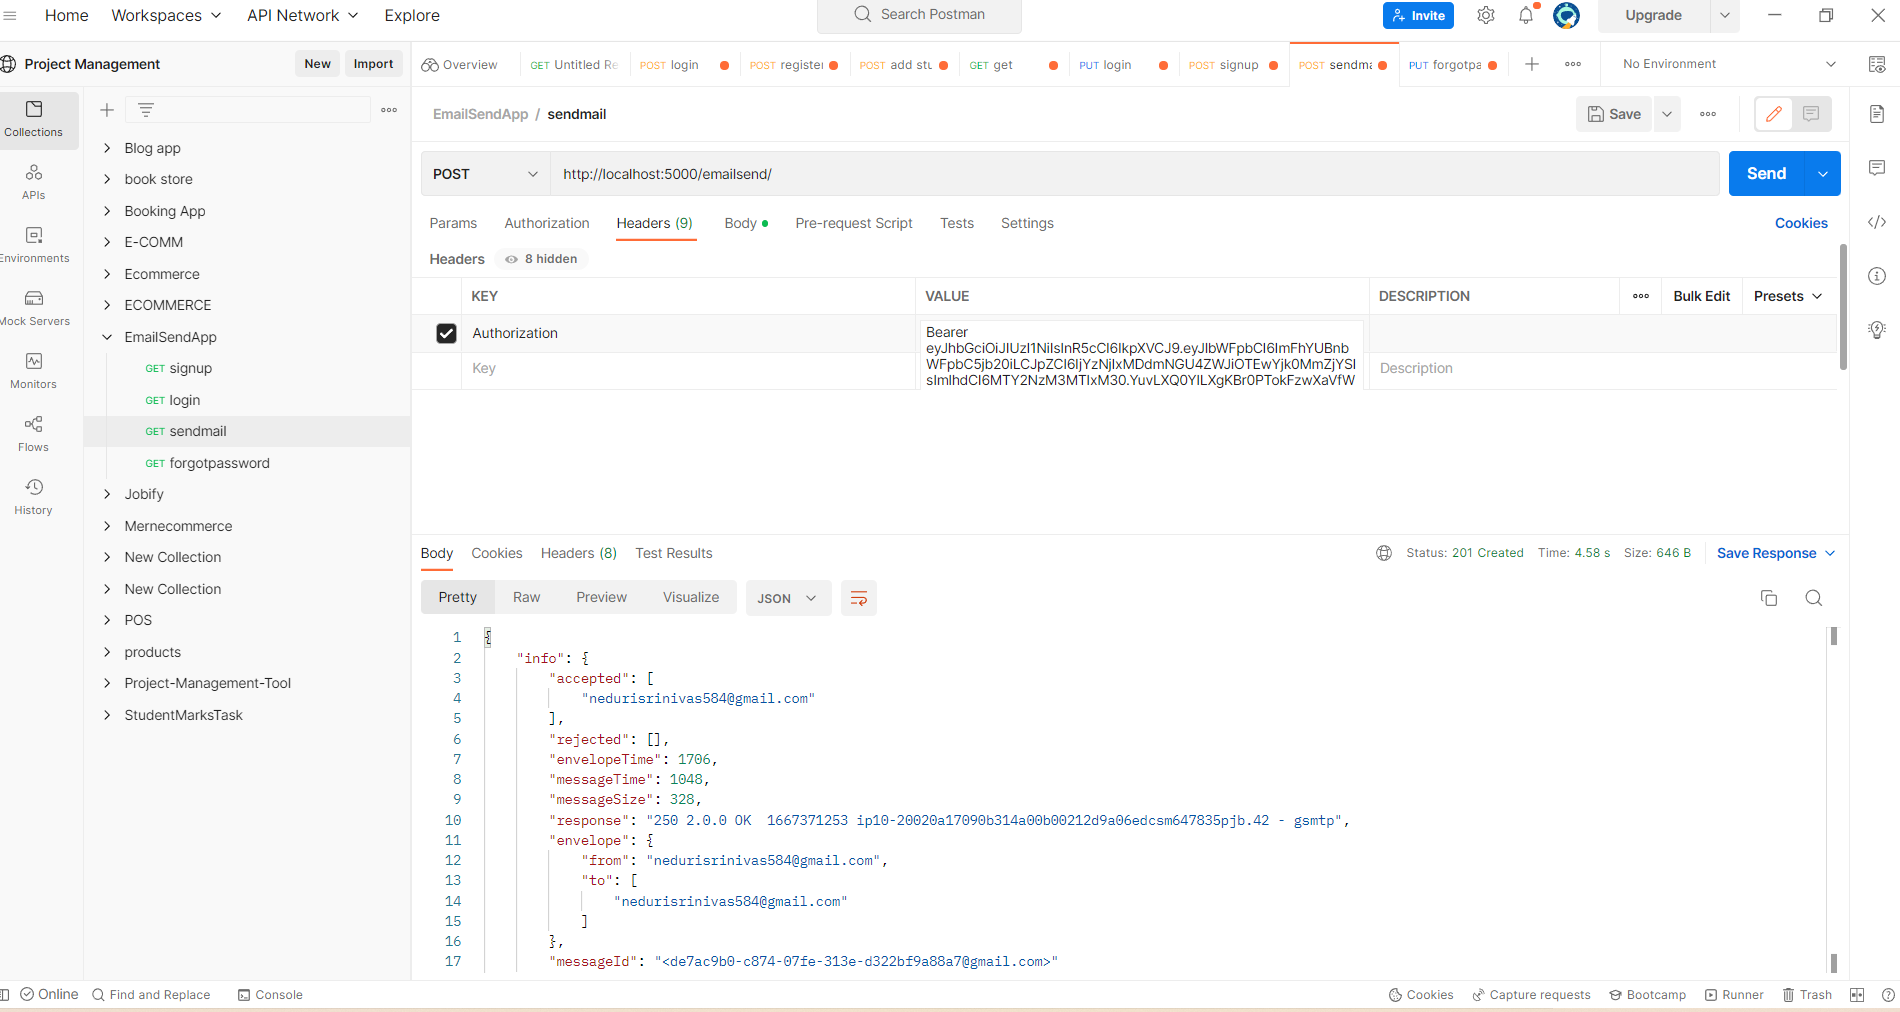 Home Workspaces API Network Explore Search Postman Invite Upgrade
Project Management New Import Overview GET Untitled Re POST login POST register POST add stu GET get PUT login POST signup POST sendma PUT forgotpa No Environment
Collections
APIs
Environments
Mock Servers
Monitors
Flows
History
Blog app
book store
Booking App
E-COMM
Ecommerce
ECOMMERCE
EmailSendApp
GET signup
GET login
GET sendmail
GET forgotpassword
Jobify
Mernecommerce
New Collection
New Collection
POS
products
Project-Management-Tool
StudentMarksTask
EmailSendApp / sendmail Save
POST http://localhost:5000/emailsend/ Send
Params Authorization Headers (9) Body Pre-request Script Tests Settings Cookies
Headers 8 hidden
KEY VALUE DESCRIPTION Bulk Edit Presets
Authorization Bearer
Key Description
Body Cookies Headers (8) Test Results Status: 201 Created Time: 4.58 s Size: 646 B Save Response
Pretty Raw Preview Visualize JSON
1 {
2 "info": {
3 "accepted": [
4 "nedurisrinivas584@gmail.com"
5 ],
6 "rejected": [],
7 "envelopeTime": 1706,
8 "messageTime": 1048,
9 "messageSize": 328,
10 "response": "250 2.0.0 OK  1667371253 ip10-20020a17090b314a00b00212d9a06edcsm647835pjb.42 - gsmtp",
11 "envelope": {
12 "from": "nedurisrinivas584@gmail.com",
13 "to": [
14 "nedurisrinivas584@gmail.com"
15 ]
16 },
17 "messageId": "<de7ac9b0-c874-07fe-313e-d322bf9a88a7@gmail.com>"
Online Find and Replace Console Cookies Capture requests Bootcamp Runner Trash